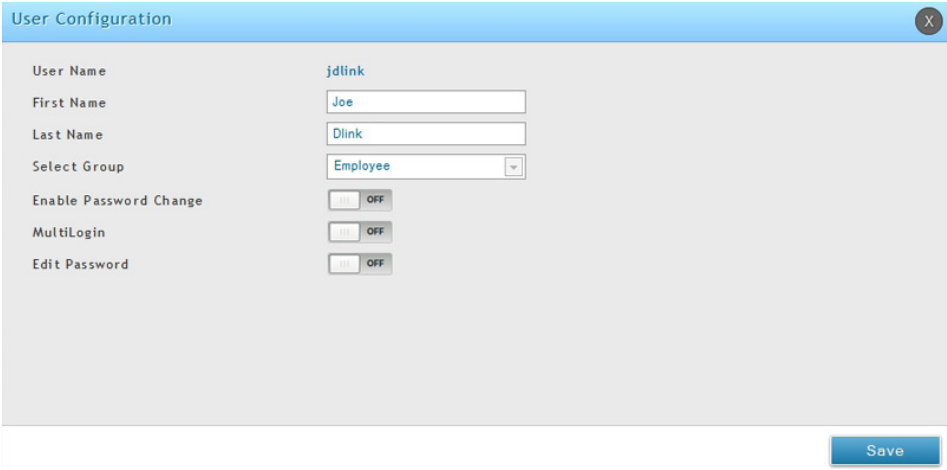 User Configuration
X
User Name jdlink
First Name Joe
Last Name Dlink
Select Group Employee
Enable Password Change OFF
MultiLogin OFF
Edit Password OFF
Save